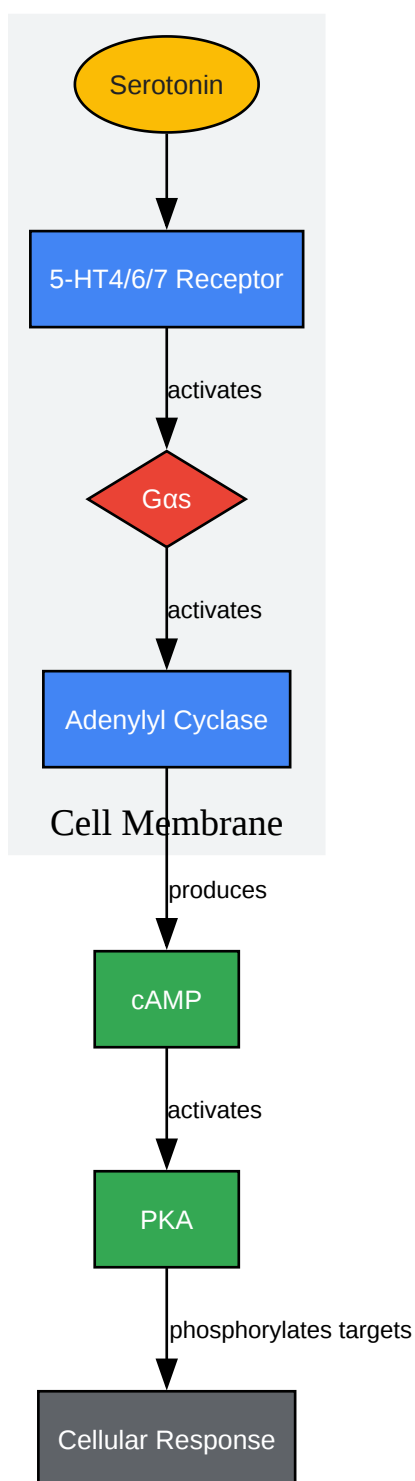 Serotonin
5-HT4/6/7 Receptor
activates
Gαs
activates
Adenylyl Cyclase
Cell Membrane
produces
cAMP
activates
PKA
phosphorylates targets
Cellular Response